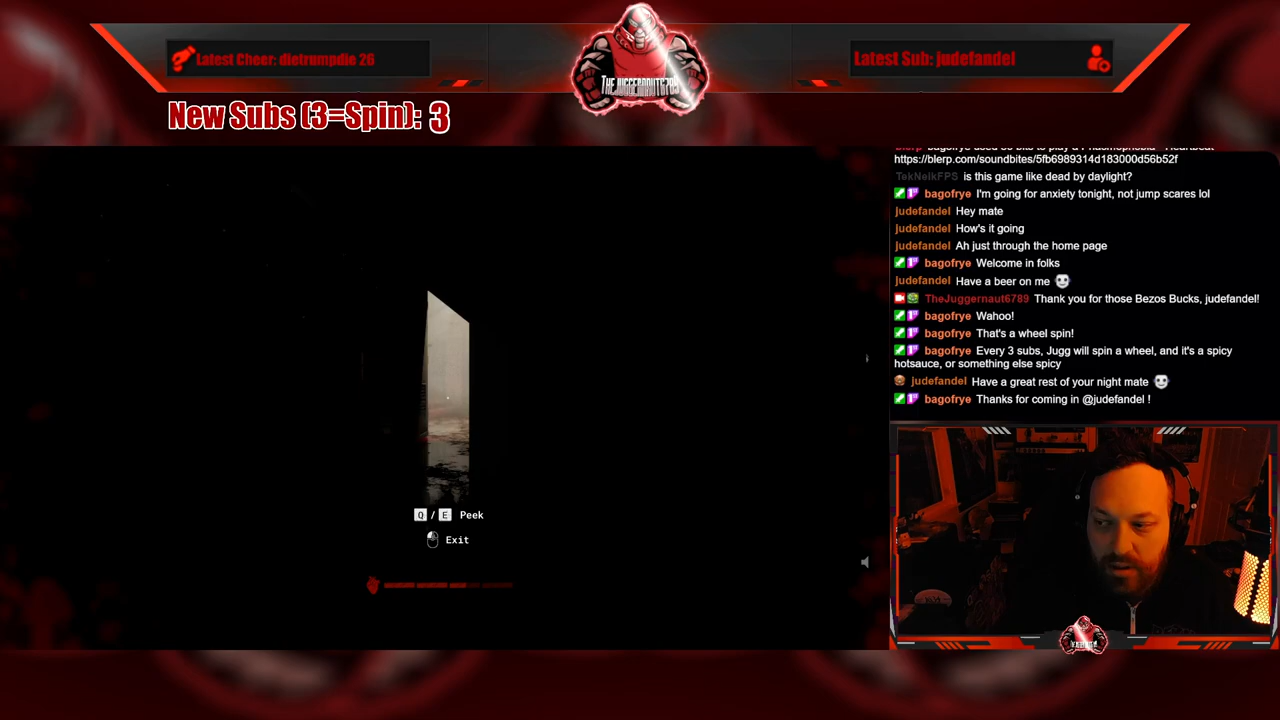 Latest Cheer: dietrumpdie 26
THEJUGGERNAUT6789
Latest Sub: judefandel
New Subs (3=Spin): 3
https://blerp.com/soundbites/5fb6989314d183000d56b52f
TekNeikFPS is this game like dead by daylight?
bagofrye I'm going for anxiety tonight, not jump scares lol
judefandel Hey mate
judefandel How's it going
judefandel Ah just through the home page
bagofrye Welcome in folks
judefandel Have a beer on me
TheJuggernaut6789 Thank you for those Bezos Bucks, judefandel!
bagofrye Wahoo!
bagofrye That's a wheel spin!
bagofrye Every 3 subs, Jugg will spin a wheel, and it's a spicy
hotsauce, or something else spicy
judefandel Have a great rest of your night mate
bagofrye Thanks for coming in @judefandel !
Q / E Peek
Exit